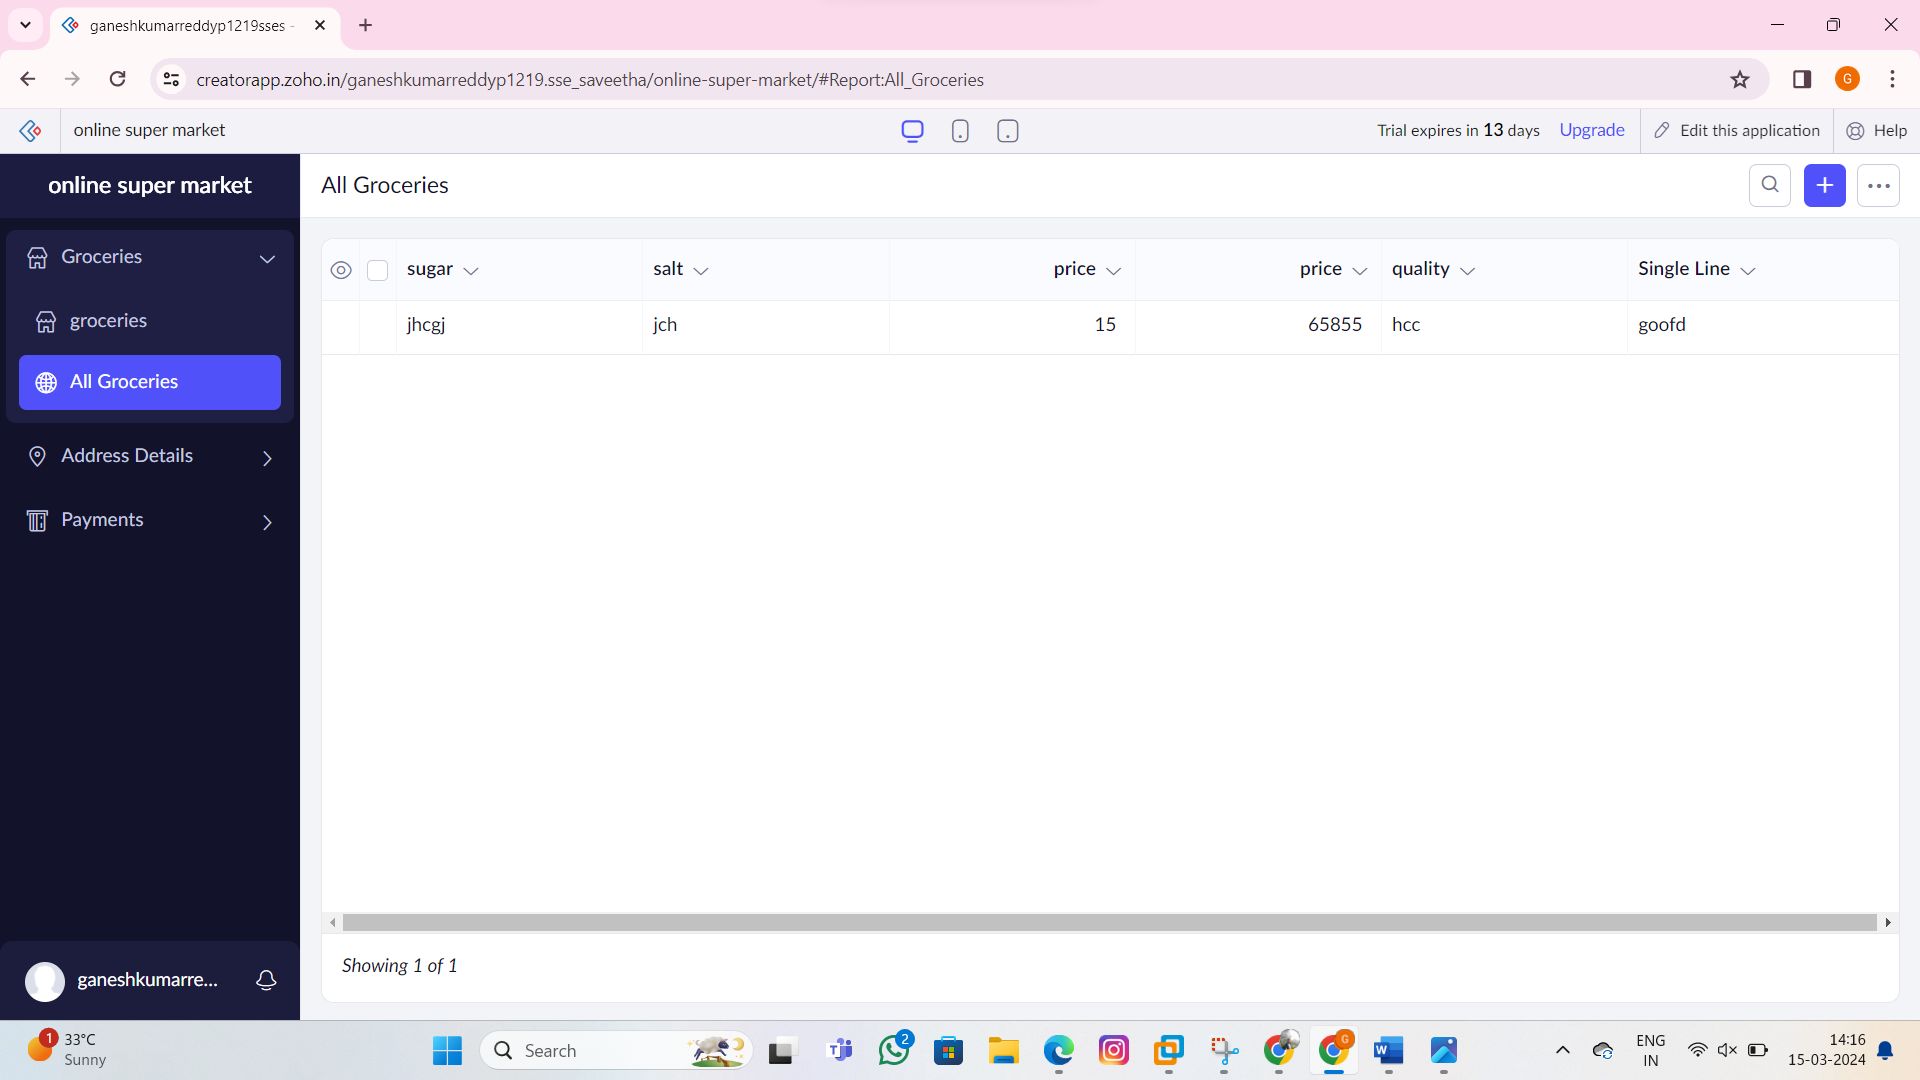 ganeshkumarreddyp1219sses -
creatorapp.zoho.in/ganeshkumarreddyp1219.sse_saveetha/online-super-market/#Report:All_Groceries
G
online super market
Trial expires in 13 days Upgrade Edit this application Help
online super market
All Groceries
Groceries
groceries
All Groceries
Address Details
Payments
sugar salt price price quality Single Line
jhcgj jch 15 65855 hcc goofd
Showing 1 of 1
ganeshkumarre...
1
33°C
Sunny
Search
2
G
ENG
IN
14:16
15-03-2024